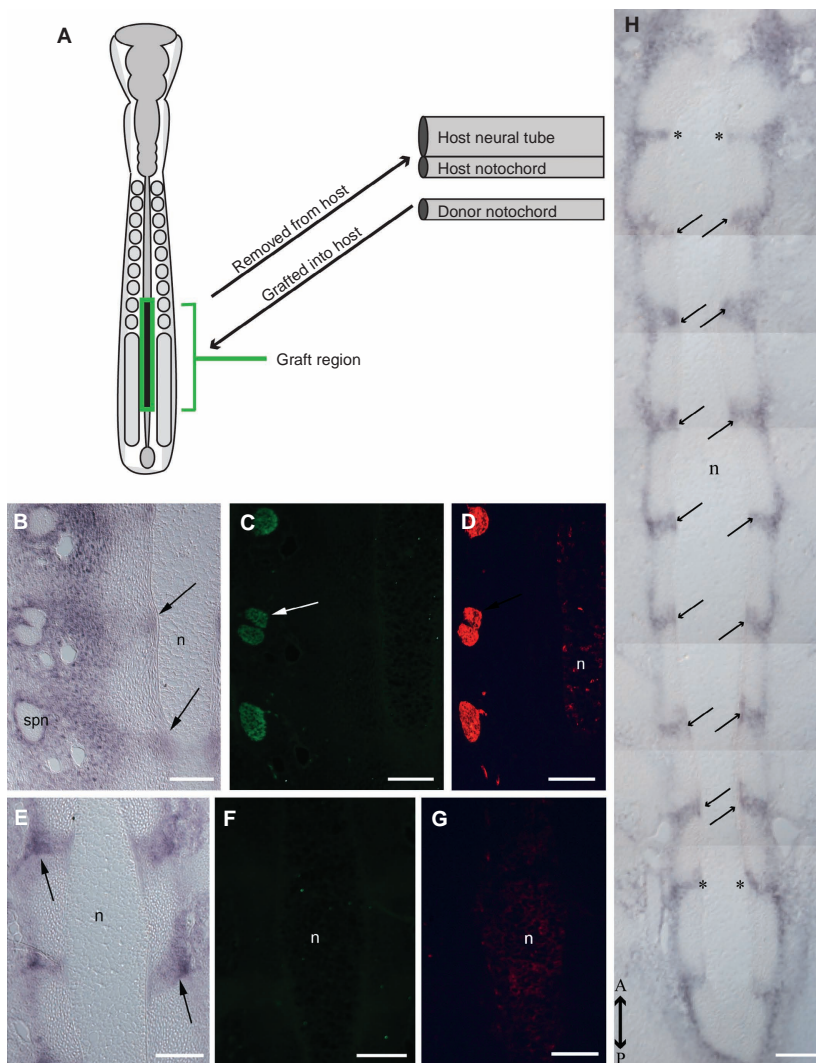 A
Host neural tube
Host notochord
Donor notochord
Removed from host
Grafted into host
Graft region
B
n
spn
C
D
n
E
n
F
n
G
n
H
*
*
n
*
*
A
P